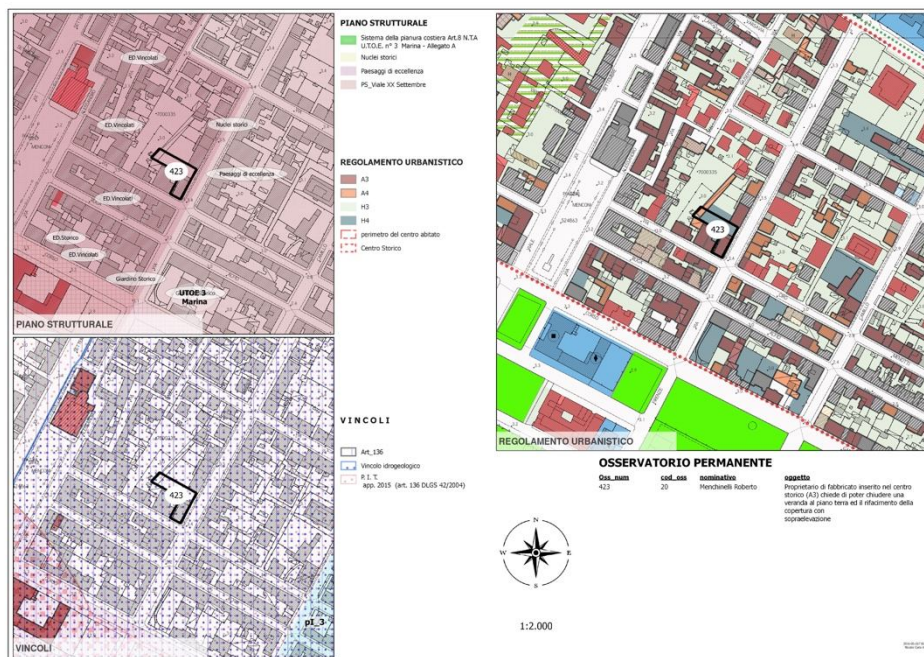 PIANO STRUTTURALE
Sistema della pianura costiera Art.8 N.T.A
U.T.O.E. n° 3 Marina - Allegato A
Nuclei storici
Paesaggi di eccellenza
PS_Viale XX Settembre
REGOLAMENTO URBANISTICO
A3
A4
H3
H4
perimetro del centro abitato
Centro Storico
VINCOLI
Art_136
Vincolo idrogeologico
P. I. T.
app. 2015 (art. 136 DLGS 42/2004)
ED.Vincolati
ED.Vincolati
Nuclei storici
423
Paesaggi di eccellenza
ED.Vincolati
ED.Storico
ED.Vincolati
Giardino Storico
UTOE 3
Marina
PIANO STRUTTURALE
423
pI_3
VINCOLI
MENCONI
423
REGOLAMENTO URBANISTICO
OSSERVATORIO PERMANENTE
Oss_num cod_oss nominativo oggetto
423 20 Menchinelli Roberto Proprietario di fabbricato inserito nel centro
storico (A3) chiede di poter chiudere una
veranda al piano terra ed il rifacimento della
copertura con
sopraelevazione
N
W E
S
1:2.000